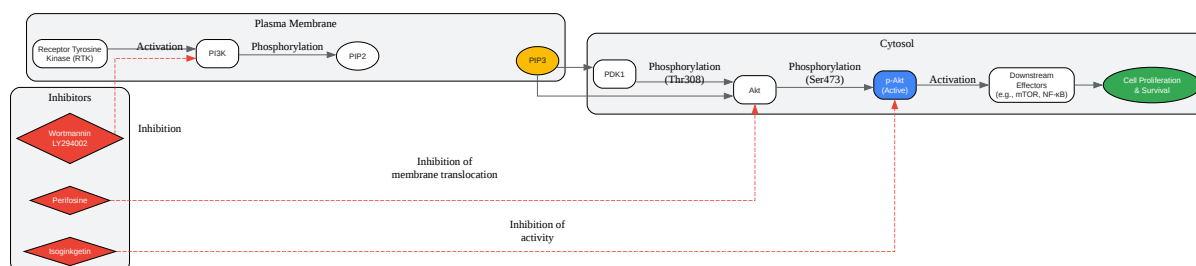 Plasma Membrane
Receptor Tyrosine
Kinase (RTK)
Activation
PI3K
Phosphorylation
PIP2
PIP3
Cytosol
PDK1
Phosphorylation
(Thr308)
Akt
Phosphorylation
(Ser473)
p-Akt
(Active)
Activation
Downstream
Effectors
(e.g., mTOR, NF-κB)
Cell Proliferation
& Survival
Inhibitors
Wortmannin
LY294002
Inhibition
Perifosine
Inhibition of
membrane translocation
Isoginkgetin
Inhibition of
activity